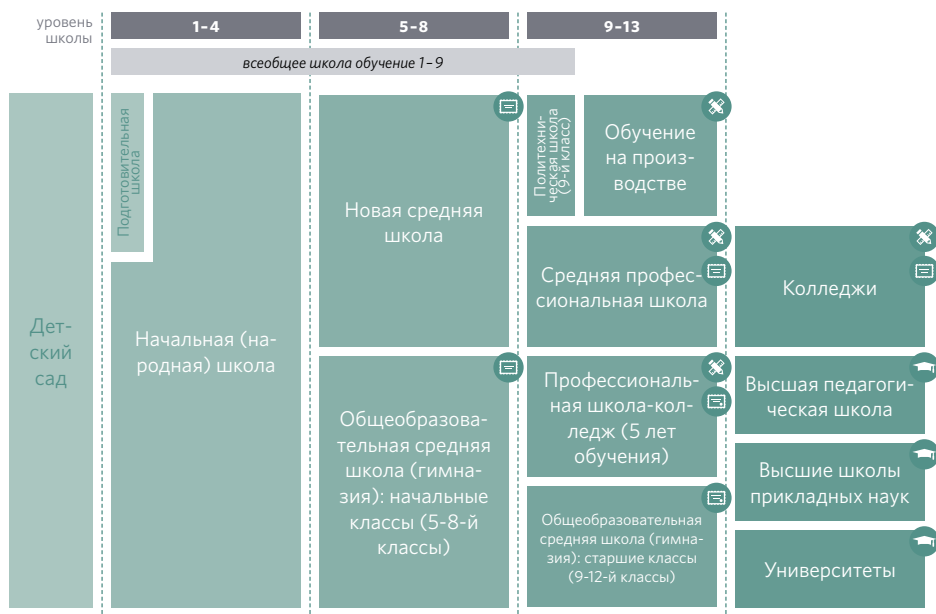 уровень
школы
1–4
5–8
9–13
всеобщее школа обучение 1–9
Дет-
ский
сад
Подготовительная
школа
Начальная (на-
родная) школа
Новая средняя
школа
Общеобразова-
тельная средняя
школа (гимна-
зия): начальные
классы (5-8-й
классы)
Политехни-
ческая школа
(9-й класс)
Обучение
на произ-
водстве
Средняя профес-
сиональная школа
Профессиональ-
ная школа-кол-
ледж (5 лет
обучения)
Общеобразовательная
средняя школа (гимна-
зия): старшие классы
(9-12-й классы)
Колледжи
Высшая педагоги-
ческая школа
Высшие школы
прикладных наук
Университеты